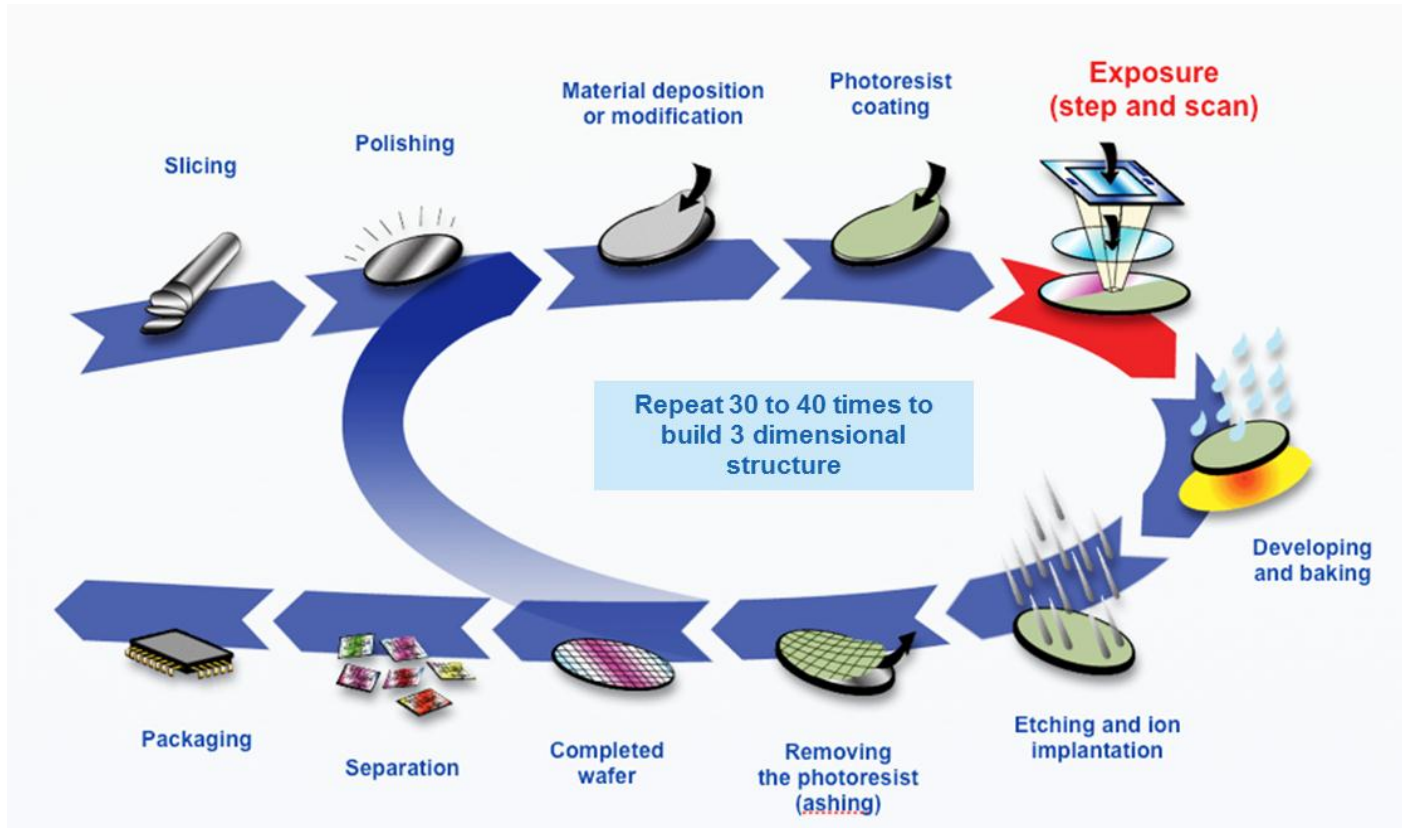 Slicing
Polishing
Material deposition
or modification
Photoresist
coating
Exposure
(step and scan)
Repeat 30 to 40 times to
build 3 dimensional
structure
Developing
and baking
Etching and ion
implantation
Removing
the photoresist
(ashing)
Completed
wafer
Separation
Packaging